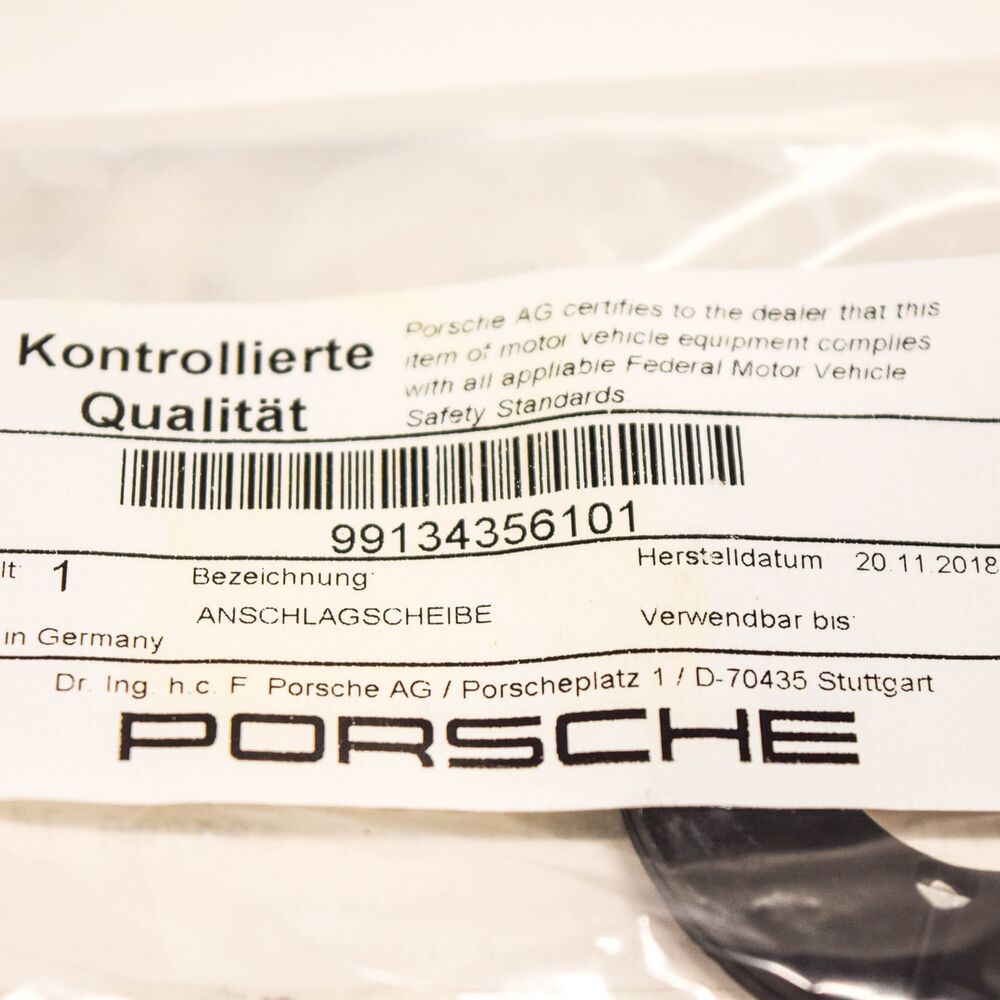 Kontrollierte
Qualität
Porsche AG certifies to the dealer that this
item of motor vehicle equipment complies
with all appliable Federal Motor Vehicle
Safety Standards
99134356101
lt 1
Bezeichnung
ANSCHLAGSCHEIBE
Herstelldatum 20.11.2018
Verwendbar bis:
in Germany
Dr. Ing. h.c. F. Porsche AG / Porscheplatz 1 / D-70435 Stuttgart
PORSCHE